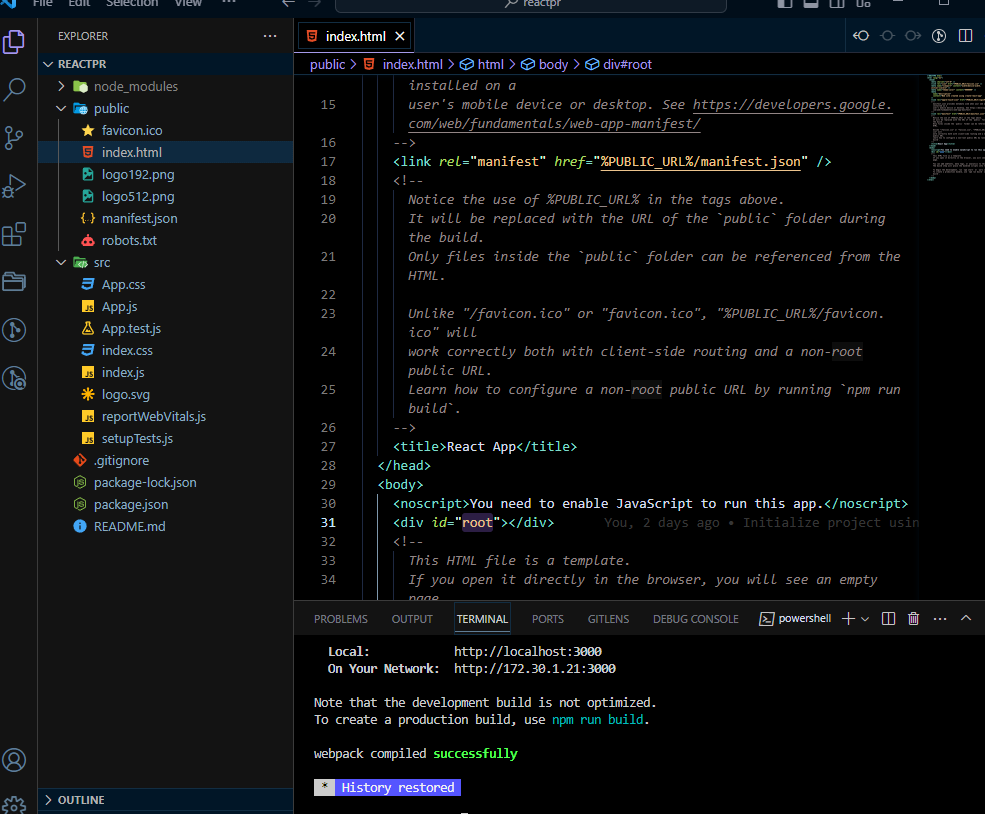 File Edit Selection View ···
reactpr
EXPLORER ···
REACTPR
node_modules
public
favicon.ico
index.html
logo192.png
logo512.png
manifest.json
robots.txt
src
App.css
App.js
App.test.js
index.css
index.js
logo.svg
reportWebVitals.js
setupTests.js
.gitignore
package-lock.json
package.json
README.md
OUTLINE
index.html
public > index.html > html > body > div#root
installed on a
15 user's mobile device or desktop. See https://developers.google.
com/web/fundamentals/web-app-manifest/
16 -->
17 <link rel="manifest" href="%PUBLIC_URL%/manifest.json" />
18 <!--
19 Notice the use of %PUBLIC_URL% in the tags above.
20 It will be replaced with the URL of the `public` folder during
the build.
21 Only files inside the `public` folder can be referenced from the
HTML.
22
23 Unlike "/favicon.ico" or "favicon.ico", "%PUBLIC_URL%/favicon.
ico" will
24 work correctly both with client-side routing and a non-root
public URL.
25 Learn how to configure a non-root public URL by running `npm run
build`.
26 -->
27 <title>React App</title>
28 </head>
29 <body>
30 <noscript>You need to enable JavaScript to run this app.</noscript>
31 <div id="root"></div> You, 2 days ago • Initialize project usin
32 <!--
33 This HTML file is a template.
34 If you open it directly in the browser, you will see an empty
page.
PROBLEMS OUTPUT TERMINAL PORTS GITLENS DEBUG CONSOLE powershell
Local: http://localhost:3000
On Your Network: http://172.30.1.21:3000
Note that the development build is not optimized.
To create a production build, use npm run build.
webpack compiled successfully
* History restored